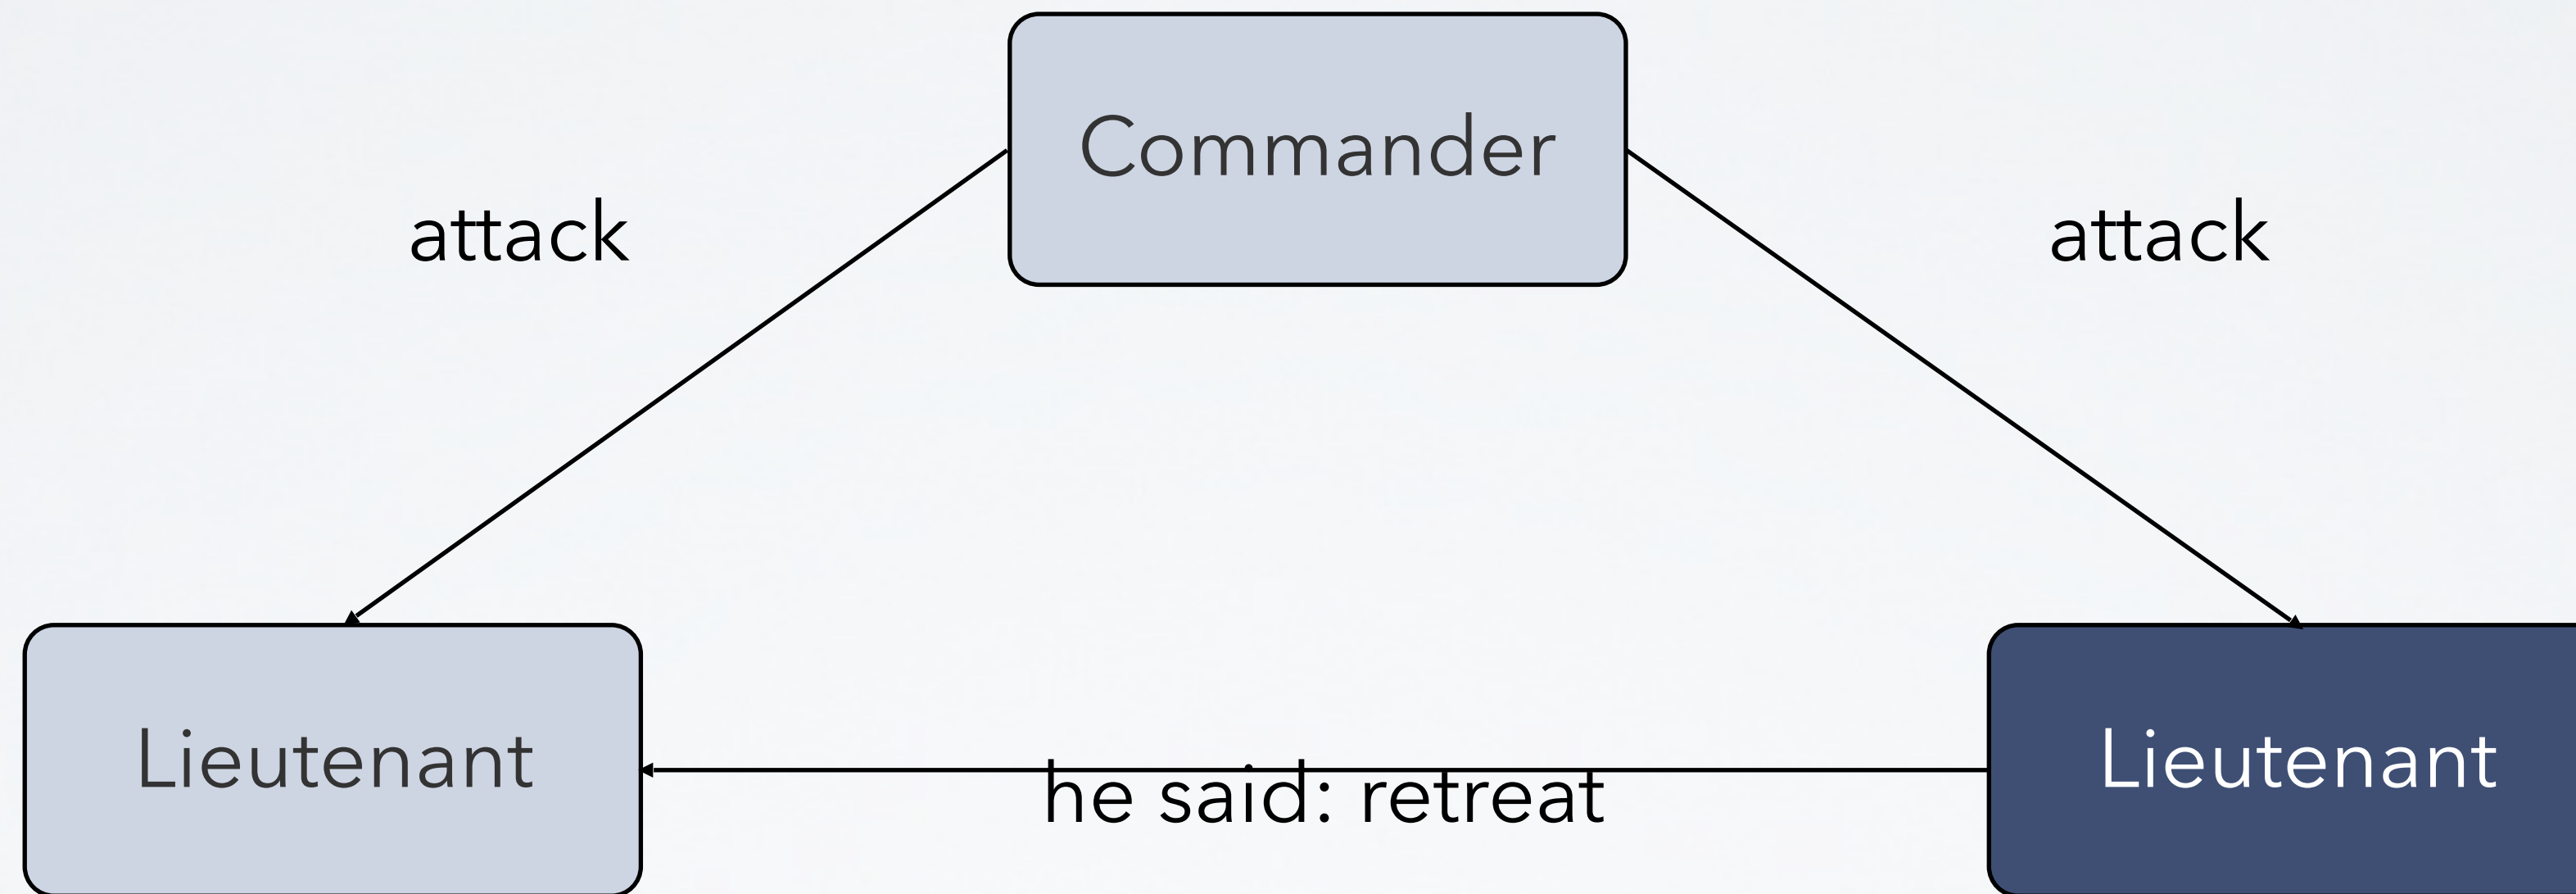 Commander
attack
attack
Lieutenant
he said: retreat
Lieutenant